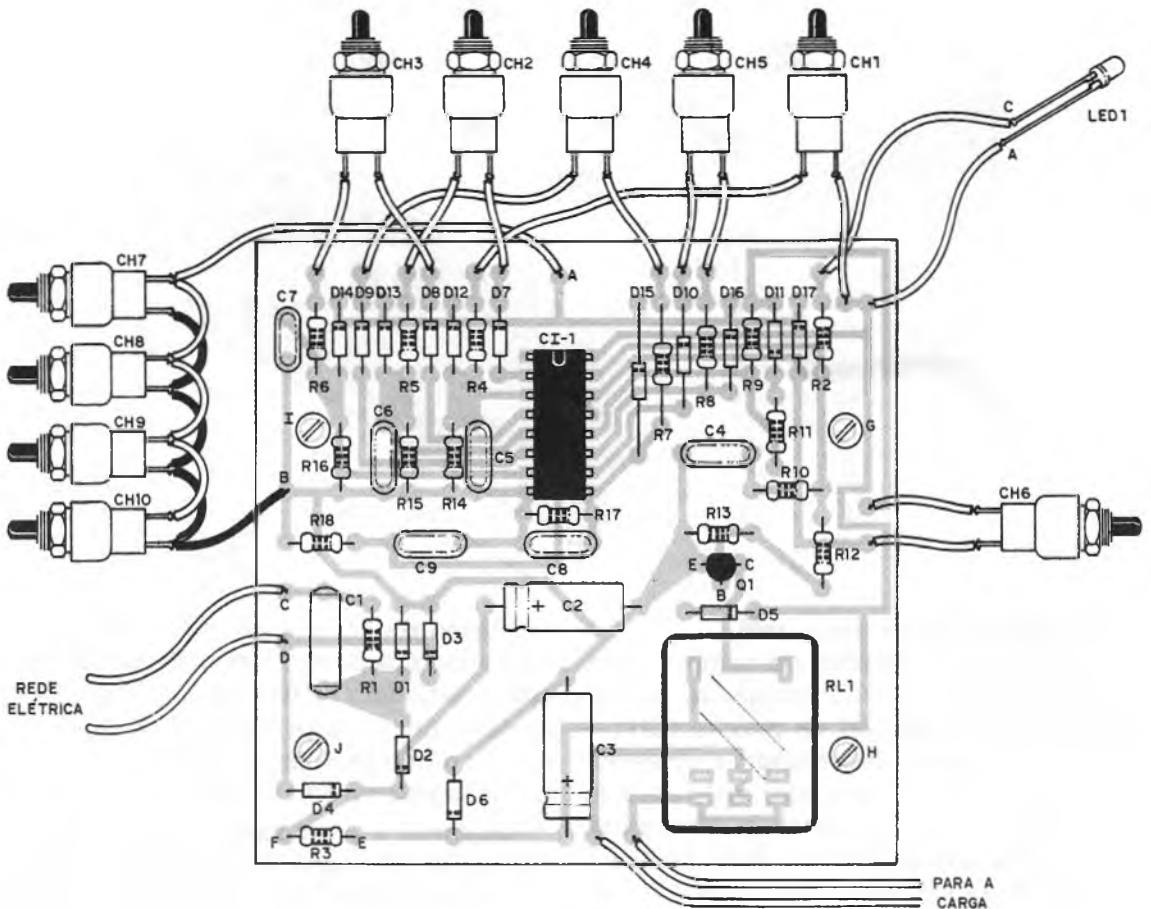 CH3
CH2
CH4
CH5
CH1
C
LED1
A
CH7
A
C7
D14
D9
D13
D8
D12
D7
D15
D10
D16
D11
D17
CI-1
CH8
R6
R5
R4
R9
R2
R8
I
C6
R7
R11
G
CH9
C4
R16
C5
B
R15
R14
R10
CH10
CH6
R18
R17
R13
R12
C9
C8
E
C
Q1
C
C1
+
C2
B
D5
D
D3
R1
D1
REDE
ELÉTRICA
RL1
J
D2
C3
H
+
D4
D6
F
R3
E
PARA A
CARGA